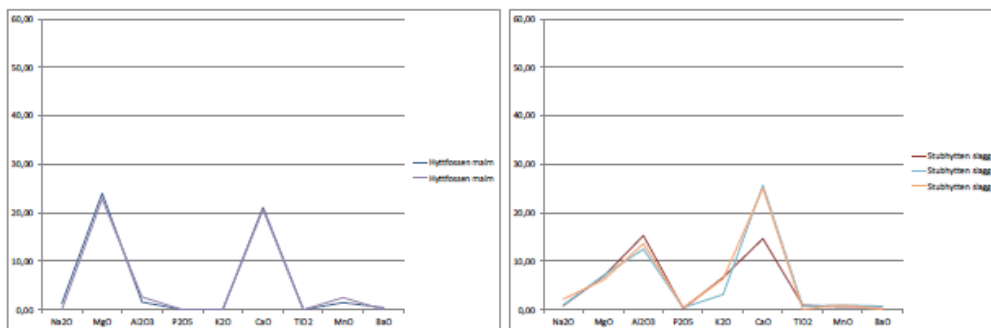 60,00
50,00
40,00
30,00
20,00
10,00
0,00
Na2O MgO Al2O3 P2O5 K2O CaO TiO2 MnO BaO
Hyttfossen malm
Hyttfossen malm
60,00
50,00
40,00
30,00
20,00
10,00
0,00
Na2O MgO Al2O3 P2O5 K2O CaO TiO2 MnO BaO
Stubhytten slagg
Stubhytten slagg
Stubhytten slagg